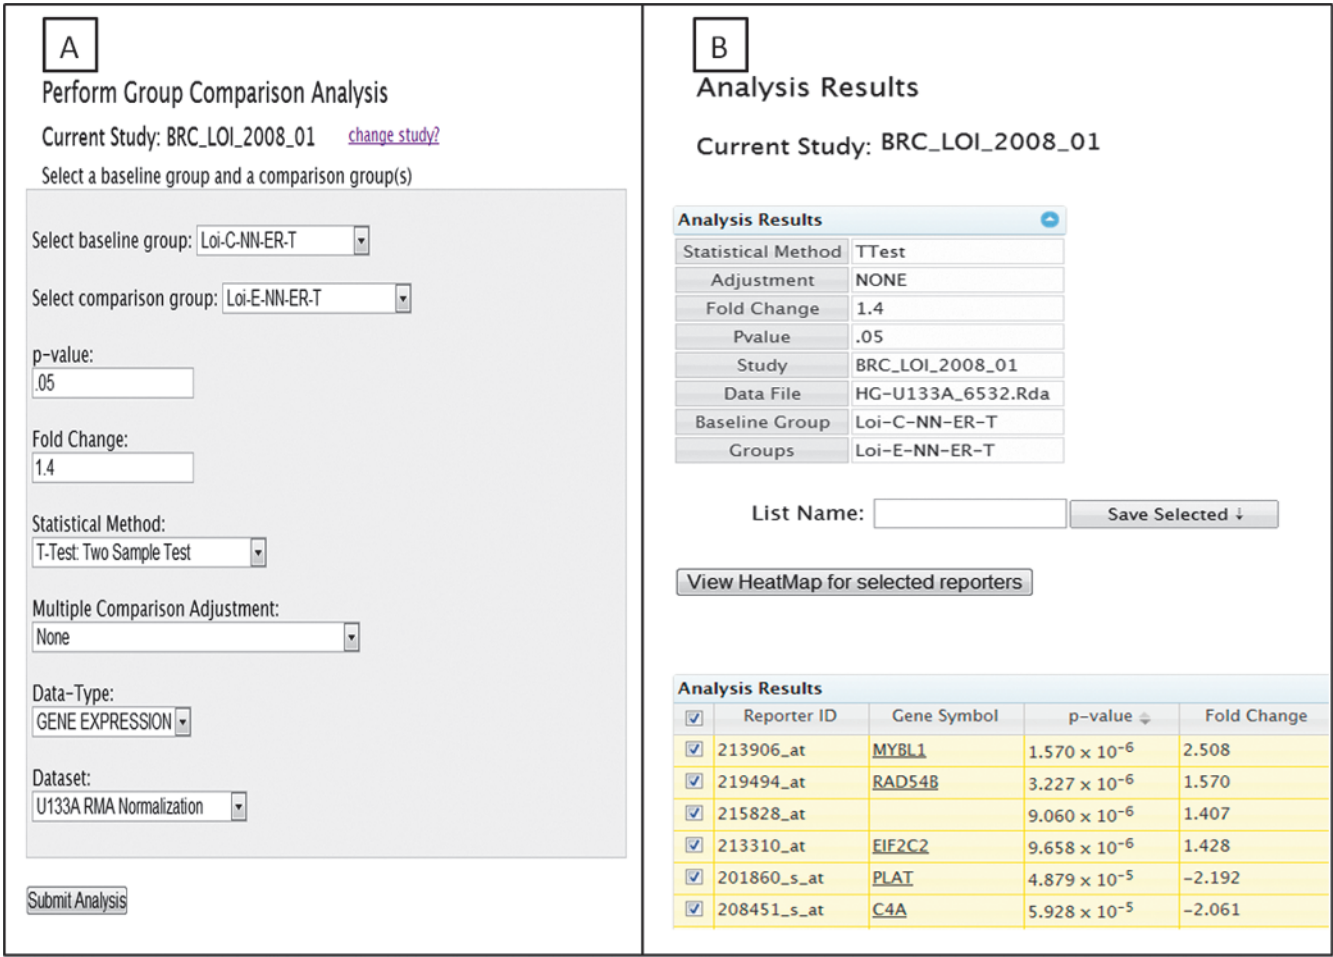 A
Perform Group Comparison Analysis
Current Study: BRC_LOI_2008_01 change study?
Select a baseline group and a comparison group(s)
Select baseline group: Loi-C-NN-ER-T
Select comparison group: Loi-E-NN-ER-T
p-value:
.05
Fold Change:
1.4
Statistical Method:
T-Test: Two Sample Test
Multiple Comparison Adjustment:
None
Data-Type:
GENE EXPRESSION
Dataset:
U133A RMA Normalization
Submit Analysis
B
Analysis Results
Current Study: BRC_LOI_2008_01
Analysis Results
Statistical Method TTest
Adjustment NONE
Fold Change 1.4
Pvalue .05
Study BRC_LOI_2008_01
Data File HG-U133A_6532.Rda
Baseline Group Loi-C-NN-ER-T
Groups Loi-E-NN-ER-T
List Name: Save Selected ↓
View HeatMap for selected reporters
Analysis Results
Reporter ID Gene Symbol p-value Fold Change
213906_at MYBL1 1.570 x 10⁻⁶ 2.508
219494_at RAD54B 3.227 x 10⁻⁶ 1.570
215828_at 9.060 x 10⁻⁶ 1.407
213310_at EIF2C2 9.658 x 10⁻⁶ 1.428
201860_s_at PLAT 4.879 x 10⁻⁵ -2.192
208451_s_at C4A 5.928 x 10⁻⁵ -2.061